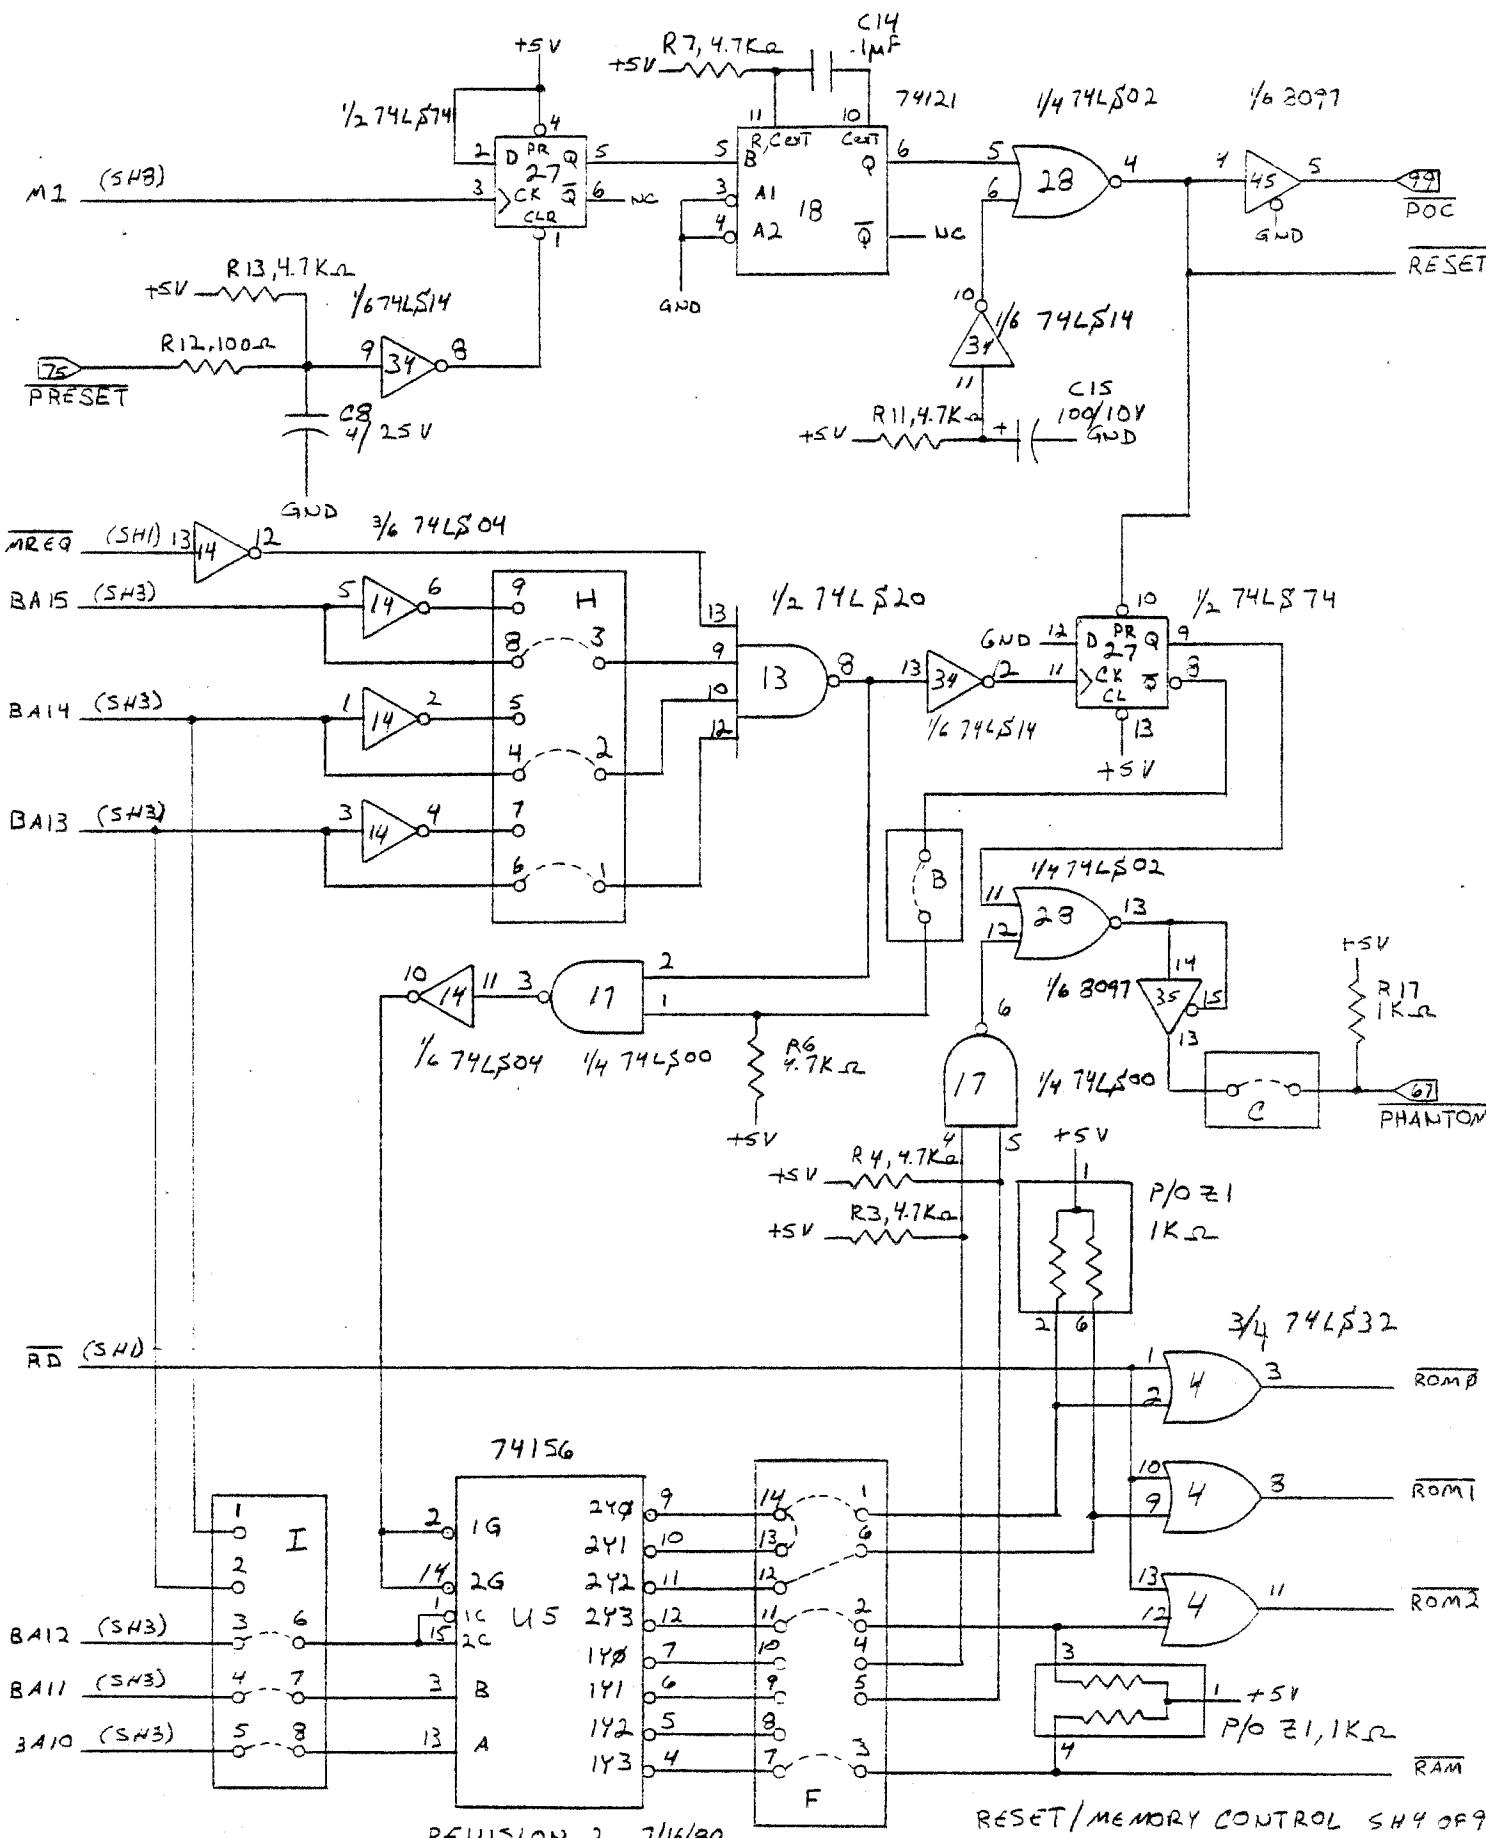 +5V
R7, 4.7KΩ
C14
.1µF
+5V
1/2 74LS74
74121
1/4 74LS02
1/6 8097
4
11
R,Cext
10
Cext
2 D PR Q 5
27
5 B
Q 6
5
28
4
4
45
5
99
POC
M1 (SH8)
3 CK Q 6 NC
CLR
1
3 A1
18
4 A2
Q NC
6
GND
RESET
R13, 4.7KΩ
+5V
1/6 74LS14
GND
10
1/6 74LS14
34
11
R12, 100Ω
75
PRESET
9 34 8
C8
4/25V
GND
C15
100/10V
R11, 4.7KΩ
+5V
+
GND
MREQ (SH1) 13 44 12
3/6 74LS04
BA15 (SH3)
5 14 6
9 H
8 3
1/2 74LS20
13
9
10
12
13
8
13 34 12
1/6 74LS14
1/2 74LS74
10
GND 12 D PR Q 9
27
11 CK Q 8
CL
13
+5V
BA14 (SH3)
1 14 2
5
4 2
BA13 (SH3)
3 14 4
7
6 1
B
1/4 74LS02
11
12
28
13
10 14 11 3
17
2
1
1/6 74LS04
1/4 74LS00
R6
4.7KΩ
+5V
1/6 8097
14
35
15
13
+5V
R17
1KΩ
6
17
1/4 74LS00
4 5
C
67
PHANTOM
+5V R4, 4.7KΩ
+5V R3, 4.7KΩ
+5V
1
P/O Z1
1KΩ
2 6
RD (SH1)
3/4 74LS32
1
2
4
3
ROM0
74156
10
9
4
8
ROM1
13
12
4
11
ROM2
1
I
2
BA12 (SH3) 3 6
BA11 (SH3) 4 7
BA10 (SH3) 5 8
2 1G
14 2G
1 1C
15 2C
U5
3 B
13 A
2Y0 9
2Y1 10
2Y2 11
2Y3 12
1Y0 7
1Y1 6
1Y2 5
1Y3 4
14 1
13 6
12
11 2
10 4
9 5
8
7 3
F
3
1 +5V
P/O Z1, 1KΩ
4
RAM
REVISION 2 7/16/80
RESET/MEMORY CONTROL SH4 OF 9